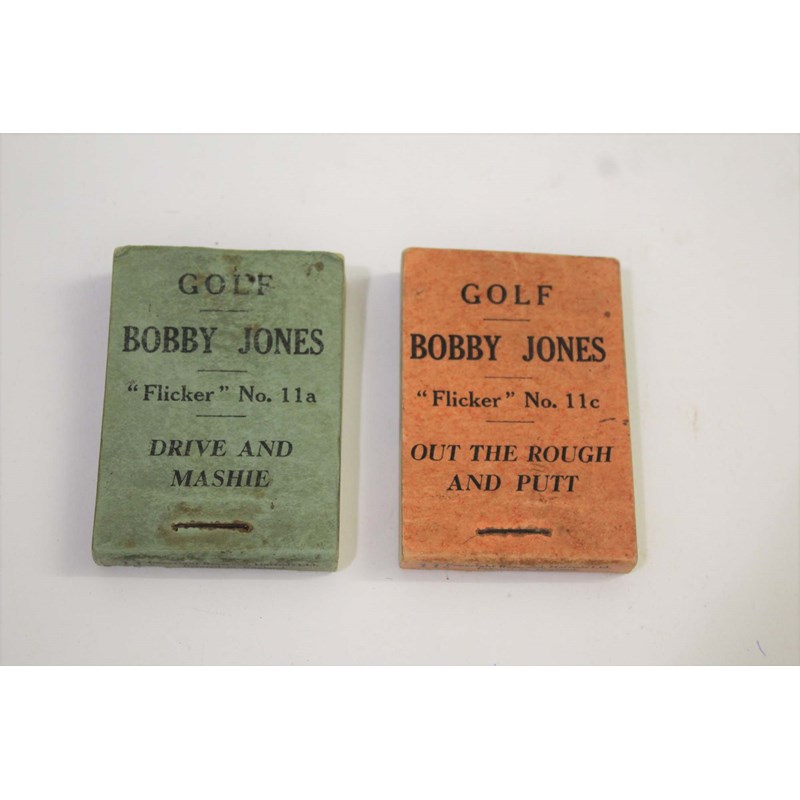 GOLF
BOBBY JONES
"Flicker" No. 11a
DRIVE AND
MASHIE
GOLF
BOBBY JONES
"Flicker" No. 11c
OUT THE ROUGH
AND PUTT